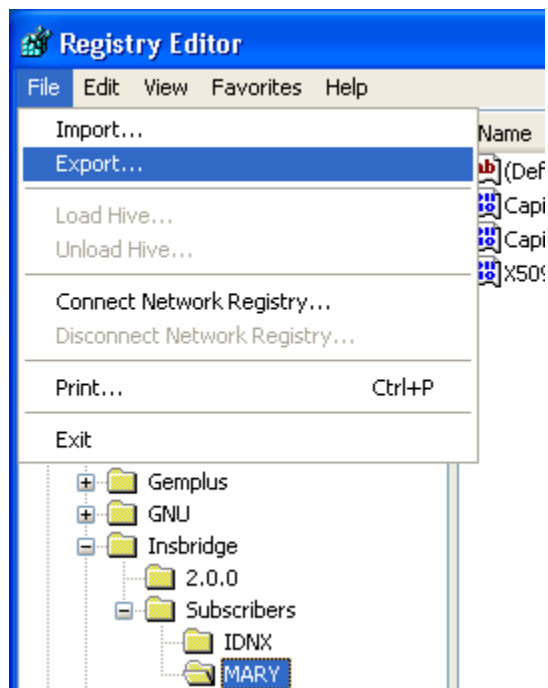 Registry Editor
File Edit View Favorites Help
Import...
Export...
Load Hive...
Unload Hive...
Connect Network Registry...
Disconnect Network Registry...
Print... Ctrl+P
Exit
Name
ab (Def
Capi
Capi
X509
Gemplus
GNU
Insbridge
2.0.0
Subscribers
IDNX
MARY